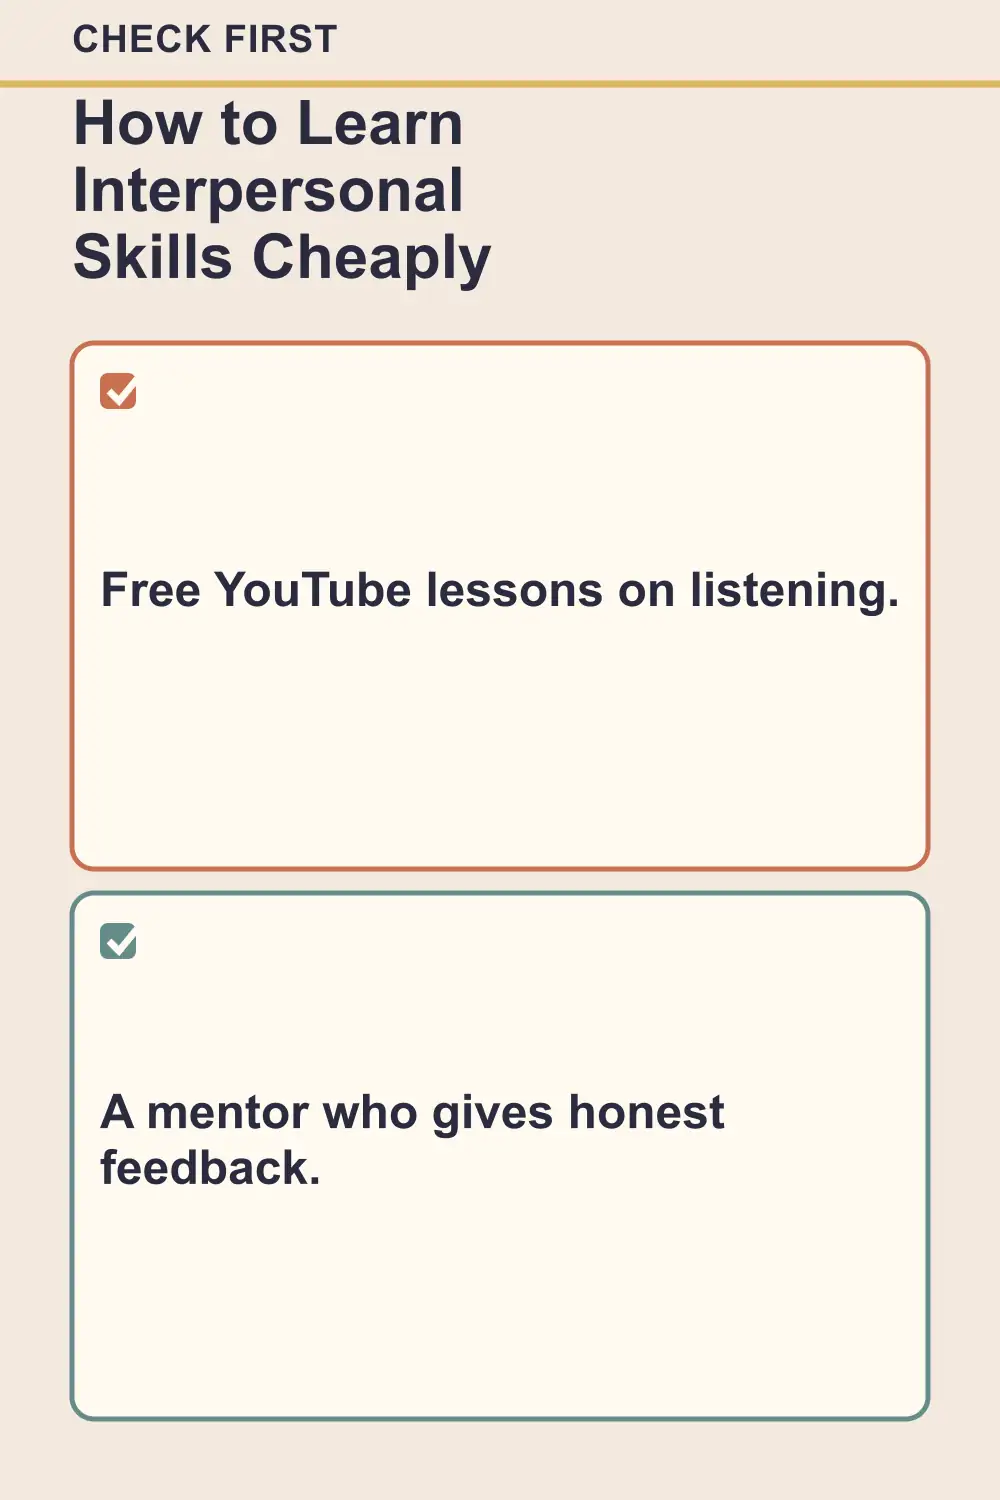 CHECK FIRST
How to Learn
Interpersonal
Skills Cheaply
Free YouTube lessons on listening.
A mentor who gives honest
feedback.